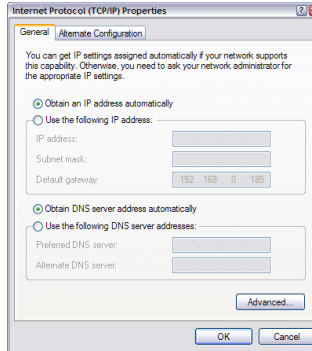 Internet Protocol (TCP/IP) Properties
General Alternate Configuration
You can get IP settings assigned automatically if your network supports
this capability. Otherwise, you need to ask your network administrator for
the appropriate IP settings.
Obtain an IP address automatically
Use the following IP address:
IP address:
Subnet mask:
Default gateway: 192 . 168 . 0 . 185
Obtain DNS server address automatically
Use the following DNS server addresses:
Preferred DNS server:
Alternate DNS server:
Advanced...
OK Cancel